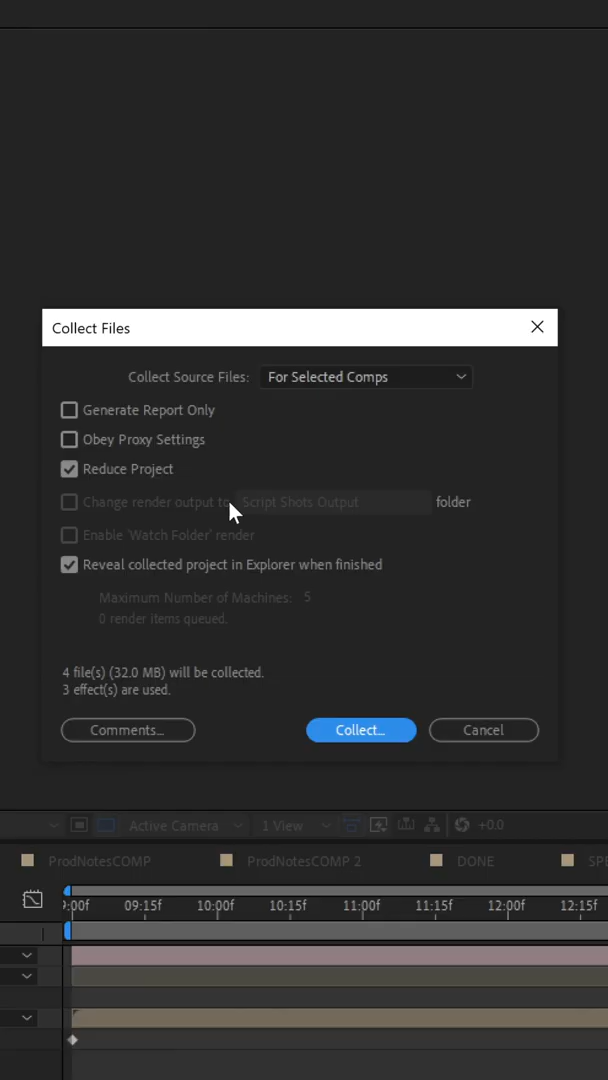 Collect Files
Collect Source Files: For Selected Comps
Generate Report Only
Obey Proxy Settings
Reduce Project
Change render output to Script Shots Output folder
Enable 'Watch Folder' render
Reveal collected project in Explorer when finished
Maximum Number of Machines: 5
0 render items queued.
4 file(s) (32.0 MB) will be collected.
3 effect(s) are used.
Comments... Collect... Cancel
Active Camera 1 View +0.0
ProdNotesCOMP ProdNotesCOMP 2 DONE
09:15f 10:00f 10:15f 11:00f 11:15f 12:00f 12:15f